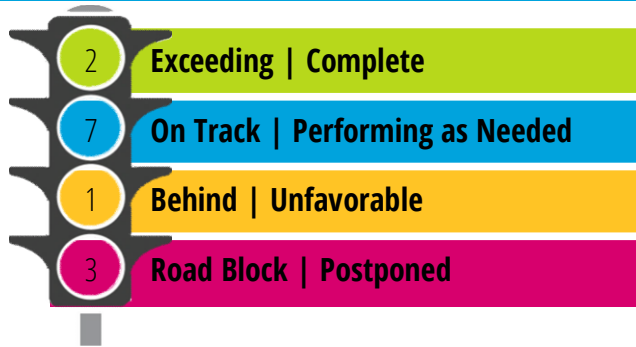 2 Exceeding | Complete
7 On Track | Performing as Needed
1 Behind | Unfavorable
3 Road Block | Postponed